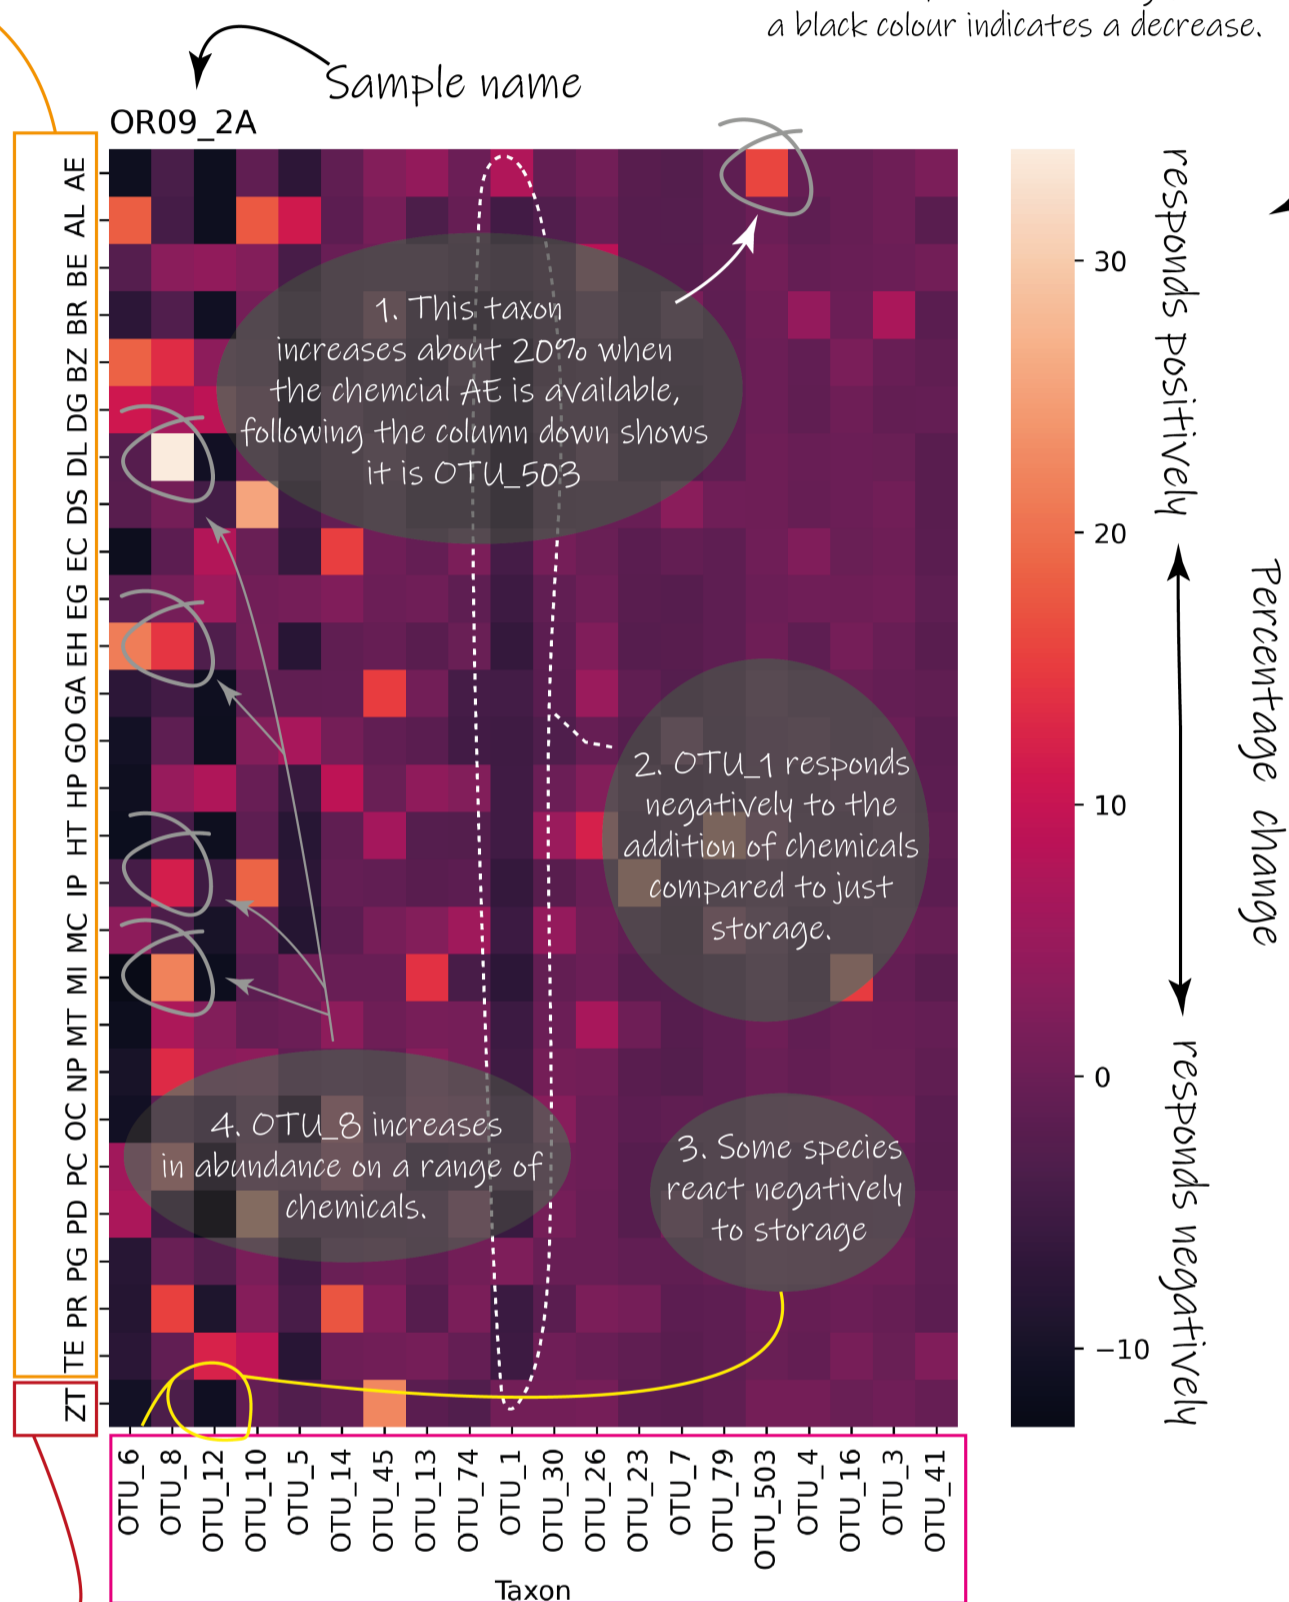 a black colour indicates a decrease.
Sample name
OR09_2A
AE
AL
BE
BR
BZ
DG
DL
DS
EC
EG
EH
GA
GO
HP
HT
IP
MC
MI
MT
NP
OC
PC
PD
PG
PR
TE
ZT
1. This taxon
increases about 20% when
the chemcial AE is available,
following the column down shows
it is OTU_503
2. OTU_1 responds
negatively to the
addition of chemicals
compared to just
storage.
4. OTU_8 increases
in abundance on a range of
chemicals.
3. Some species
react negatively
to storage
OTU_6
OTU_8
OTU_12
OTU_10
OTU_5
OTU_14
OTU_45
OTU_13
OTU_74
OTU_1
OTU_30
OTU_26
OTU_23
OTU_7
OTU_79
OTU_503
OTU_4
OTU_16
OTU_3
OTU_41
Taxon
30
20
10
0
−10
responds positively
responds negatively
Percentage change